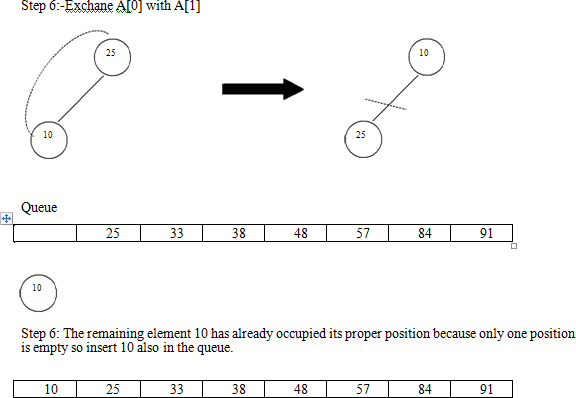 Step 6:-Exchane A[0] with A[1]
25
10
10
25
Queue
25 33 38 48 57 84 91
10
Step 6: The remaining element 10 has already occupied its proper position because only one position
is empty so insert 10 also in the queue.
10 25 33 38 48 57 84 91